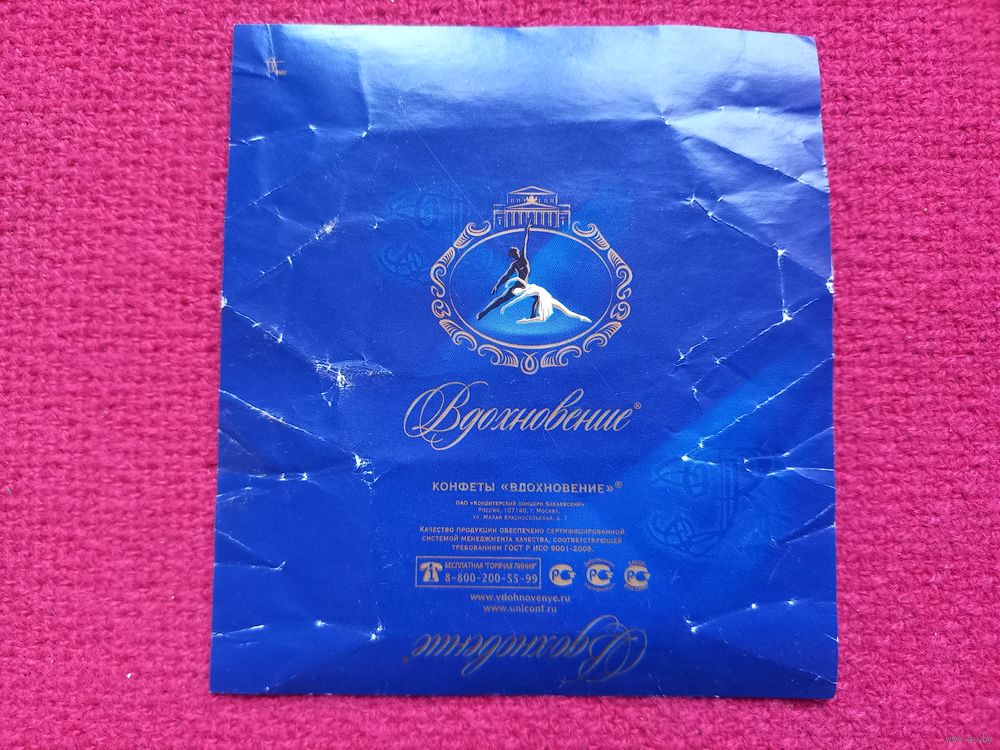 Вдохновение®
КОНФЕТЫ «ВДОХНОВЕНИЕ»®
ОАО «Кондитерский концерн Бабаевский»
Россия, 107140, г. Москва,
ул. Малая Красносельская, д. 7
Качество продукции обеспечено сертифицированной
системой менеджмента качества, соответствующей
требованиям ГОСТ Р ИСО 9001-2008.
БЕСПЛАТНАЯ "ГОРЯЧАЯ ЛИНИЯ"
8-800-200-55-99
www.vdohnovenye.ru
www.uniconf.ru
Вдохновение®